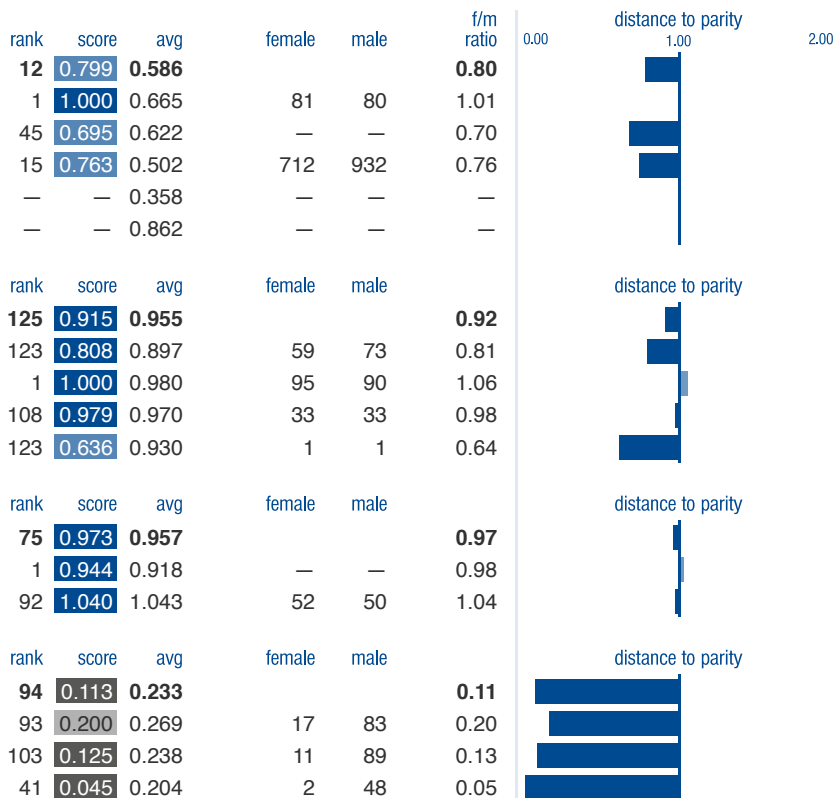 f/m distance to parity
rank score avg female male ratio 0.00 1.00 2.00
12 0.799 0.586 0.80
1 1.000 0.665 81 80 1.01
45 0.695 0.622 — — 0.70
15 0.763 0.502 712 932 0.76
— — 0.358 — — —
— — 0.862 — — —
rank score avg female male distance to parity
125 0.915 0.955 0.92
123 0.808 0.897 59 73 0.81
1 1.000 0.980 95 90 1.06
108 0.979 0.970 33 33 0.98
123 0.636 0.930 1 1 0.64
rank score avg female male distance to parity
75 0.973 0.957 0.97
1 0.944 0.918 — — 0.98
92 1.040 1.043 52 50 1.04
rank score avg female male distance to parity
94 0.113 0.233 0.11
93 0.200 0.269 17 83 0.20
103 0.125 0.238 11 89 0.13
41 0.045 0.204 2 48 0.05